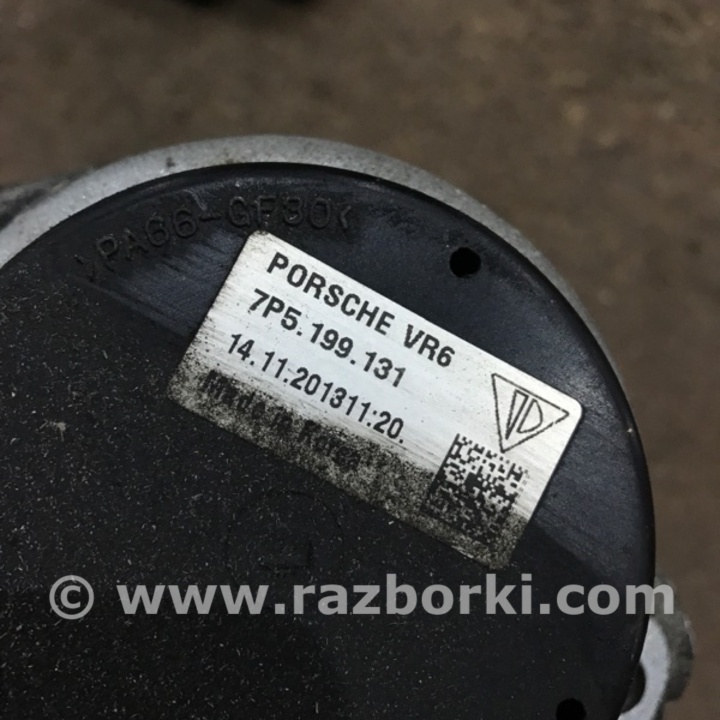 >PA66-GF30<
PORSCHE VR6
7P5.199.131
14.11.201311:20.
Made in Korea
© www.razborki.com